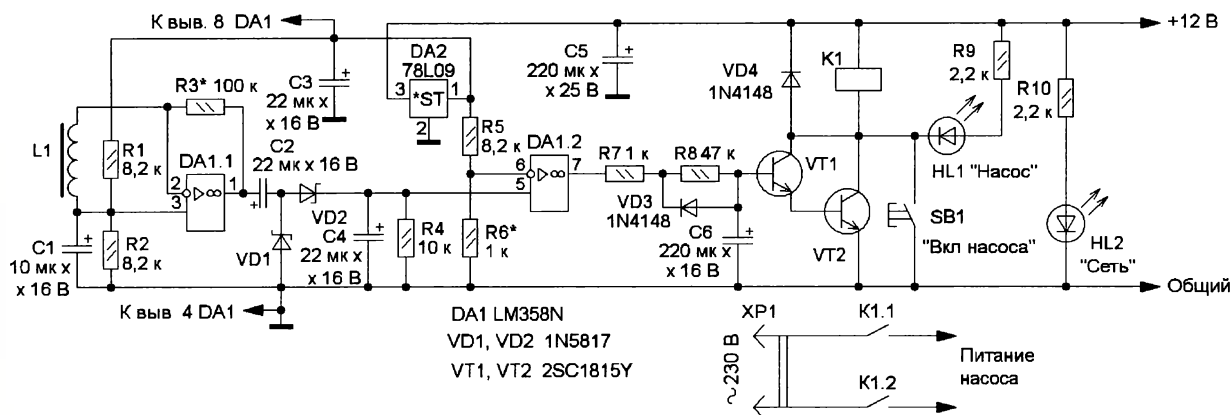 К выв. 8 DA1
+12 В
DA2
78L09
3
*ST
1
2
C5
220 мк х
х 25 В
VD4
1N4148
K1
R9
2,2 к
R10
2,2 к
R3* 100 к
C3
22 мк х
х 16 В
C2
22 мк х 16 В
L1
R1
8,2 к
DA1.1
2
3
∞
1
R5
8,2 к
DA1.2
6
5
∞
7
R7 1 к
R8 47 к
VT1
HL1 "Насос"
VD3
1N4148
VD2
C1
10 мк х
х 16 В
R2
8,2 к
VD1
C4
22 мк х
х 16 В
R4
10 к
R6*
1 к
C6
220 мк х
х 16 В
VT2
SB1
"Вкл насоса"
HL2
"Сеть"
Общий
К выв 4 DA1
DA1 LM358N
VD1, VD2 1N5817
VT1, VT2 2SC1815Y
XP1
K1.1
~230 В
K1.2
Питание
насоса